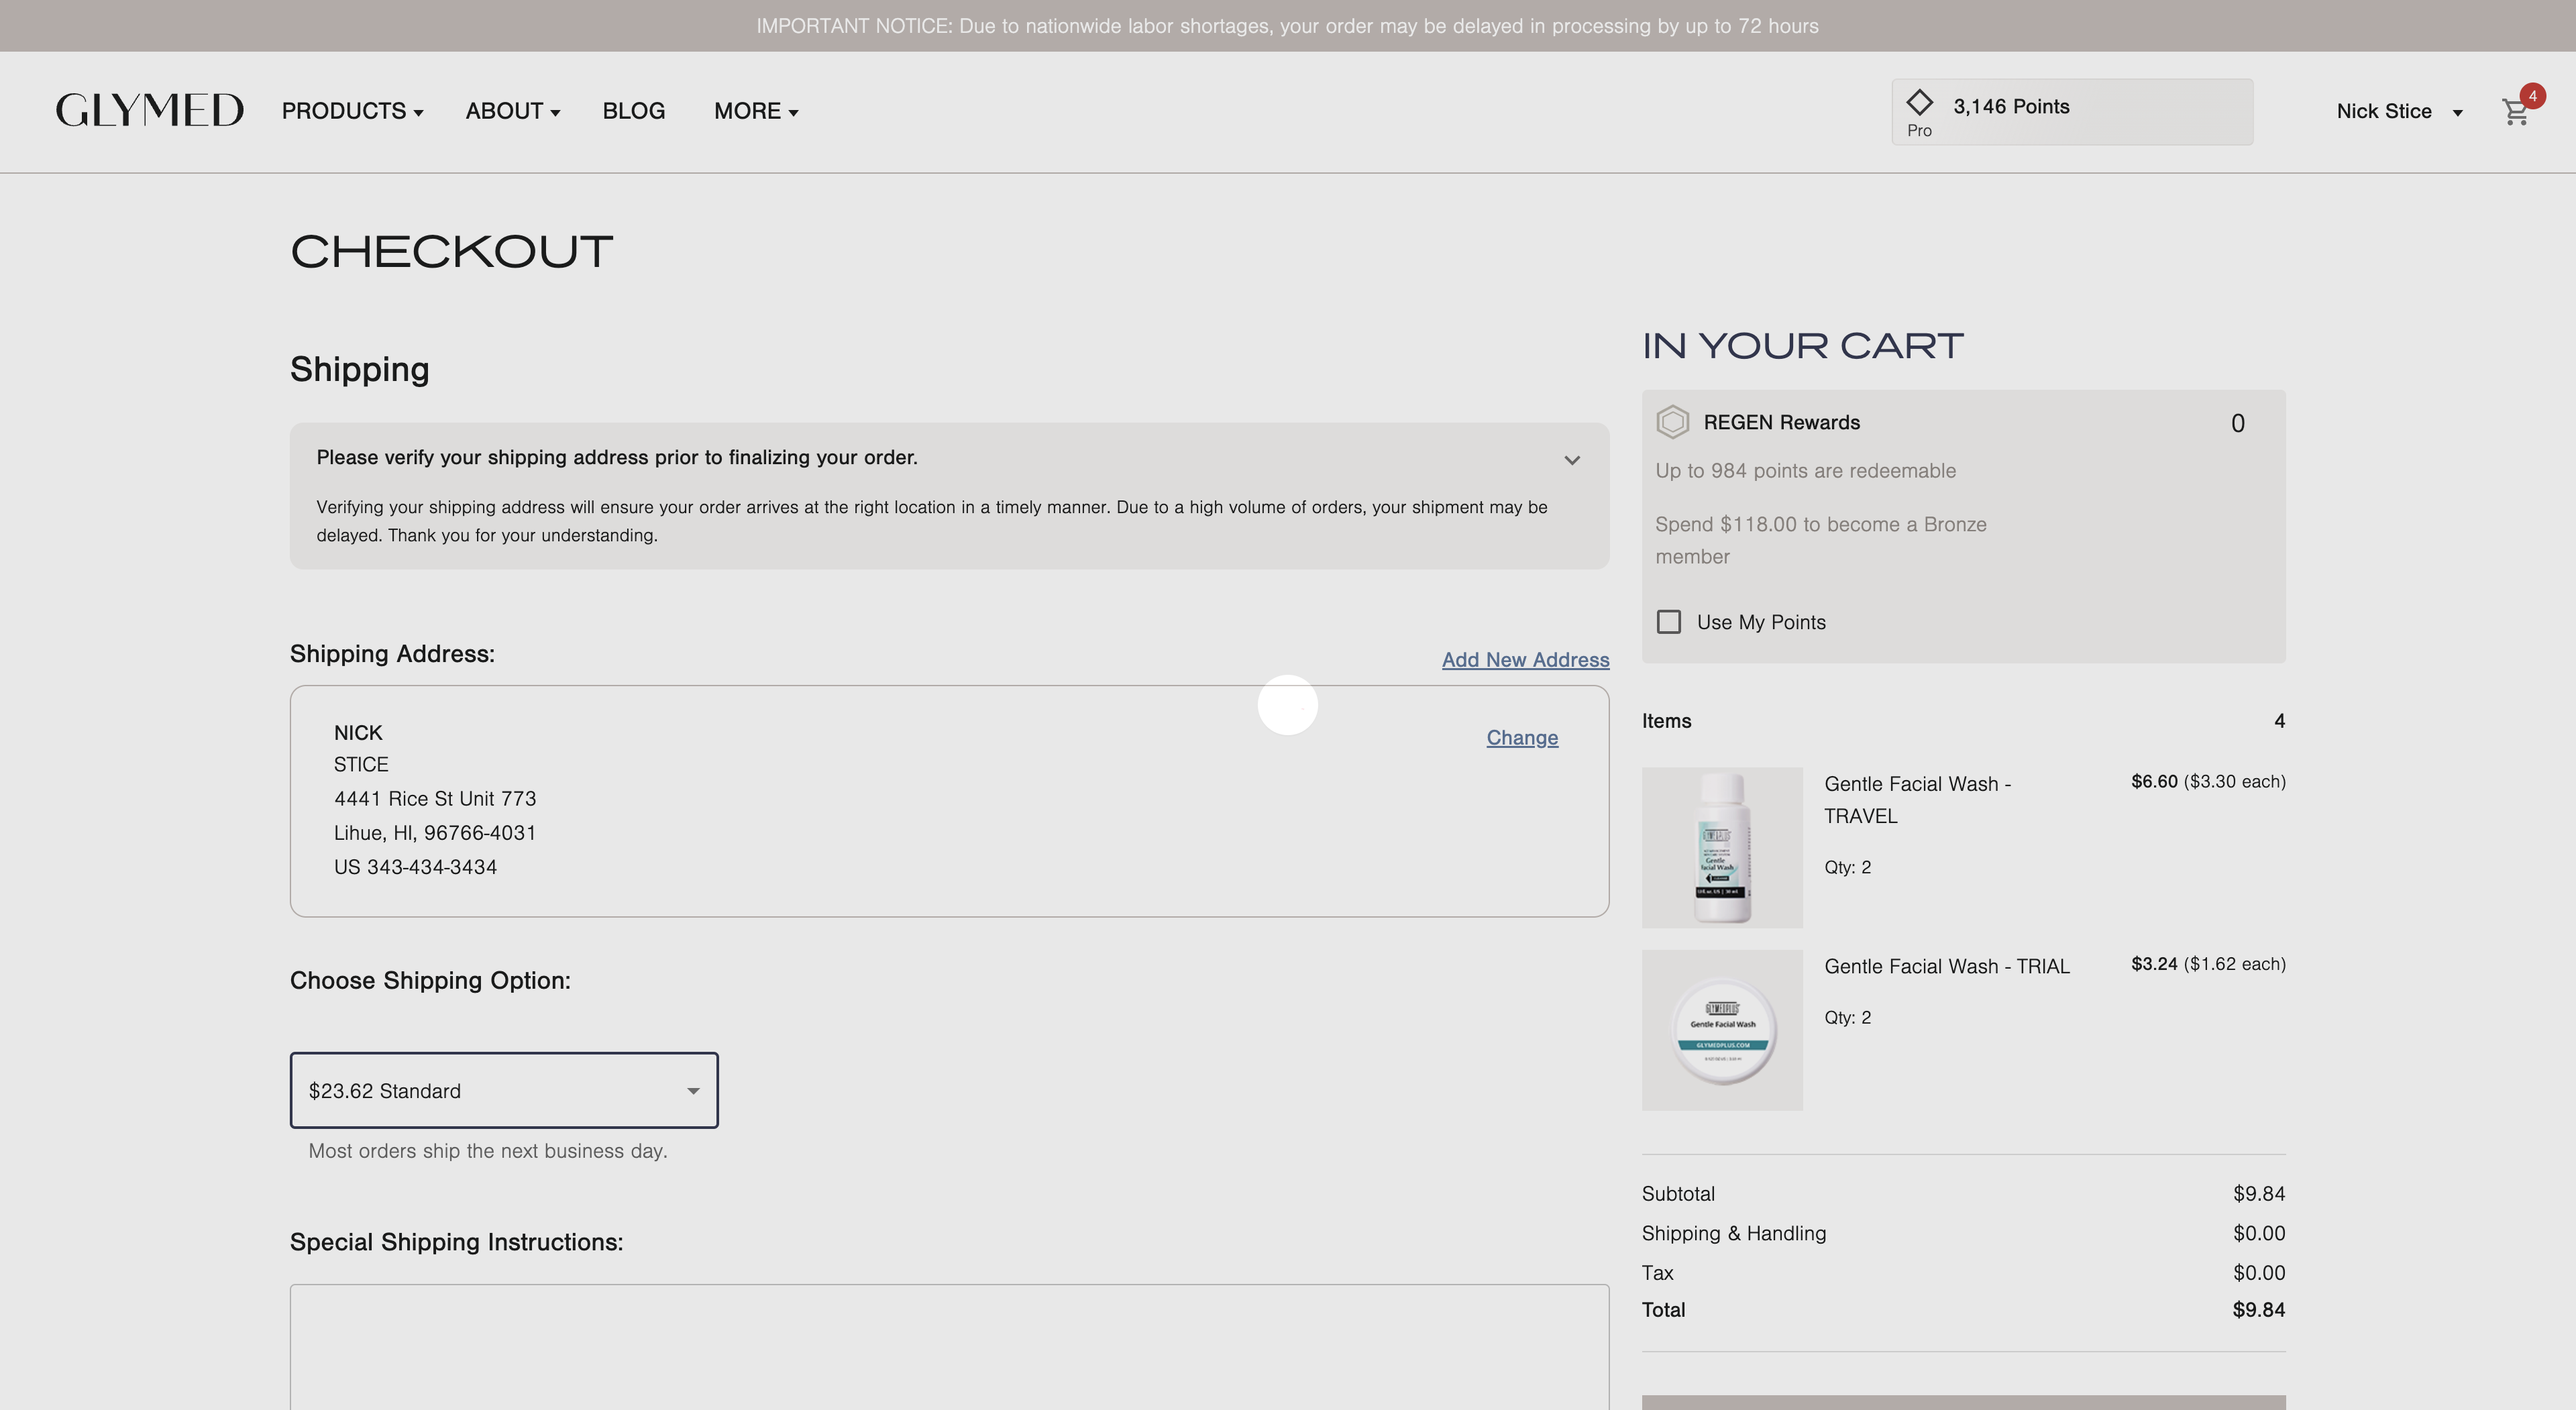 IMPORTANT NOTICE: Due to nationwide labor shortages, your order may be delayed in processing by up to 72 hours
GLYMED
PRODUCTS
ABOUT
BLOG
MORE
3,146 Points
Pro
Nick Stice
4
CHECKOUT
Shipping
Please verify your shipping address prior to finalizing your order.
Verifying your shipping address will ensure your order arrives at the right location in a timely manner. Due to a high volume of orders, your shipment may be
delayed. Thank you for your understanding.
Shipping Address:
Add New Address
NICK
Change
STICE
4441 Rice St Unit 773
Lihue, HI, 96766-4031
US 343-434-3434
Choose Shipping Option:
$23.62 Standard
Most orders ship the next business day.
Special Shipping Instructions:
IN YOUR CART
REGEN Rewards
0
Up to 984 points are redeemable
Spend $118.00 to become a Bronze
member
Use My Points
Items
4
Gentle
Facial Wash
Gentle Facial Wash -
TRAVEL
$6.60 ($3.30 each)
Qty: 2
GLYMEDPLUS
Gentle Facial Wash
GLYMEDPLUS.COM
Gentle Facial Wash - TRIAL
$3.24 ($1.62 each)
Qty: 2
Subtotal
$9.84
Shipping & Handling
$0.00
Tax
$0.00
Total
$9.84